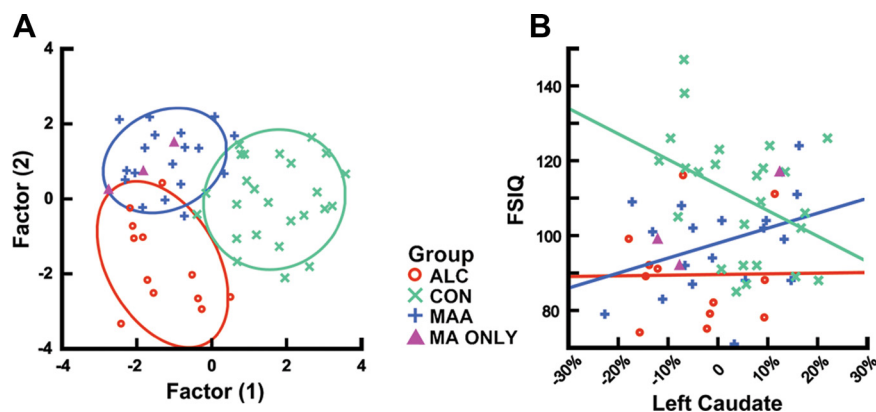 A
4
2
0
-2
-4
-4 -2 0 2 4
Factor (2)
Factor (1)
Group
ALC
CON
MAA
MA ONLY
B
140
120
100
80
-30% -20% -10% 0 10% 20% 30%
FSIQ
Left Caudate